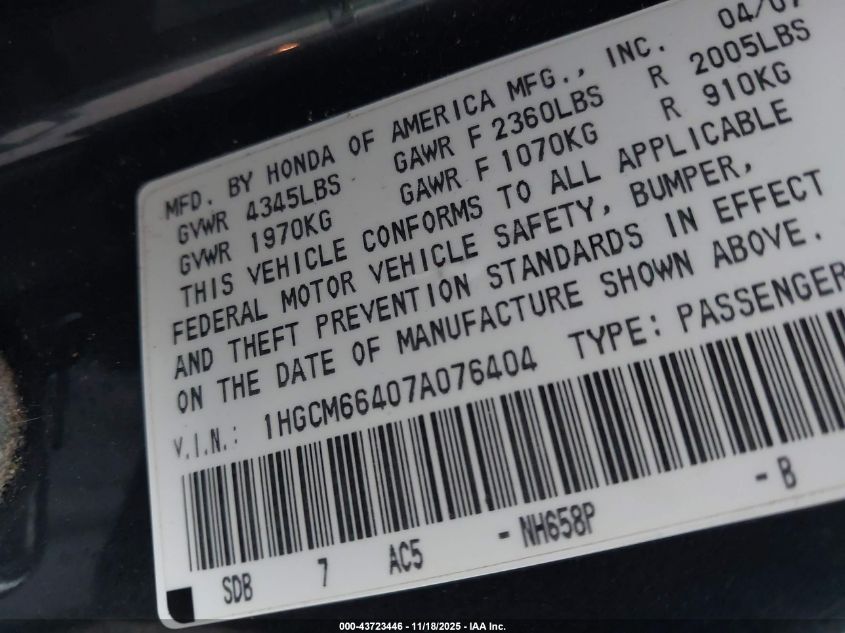 MFD. BY HONDA OF AMERICA MFG., INC. 04/07
GVWR 4345LBS GAWR F 2360LBS R 2005LBS
GVWR 1970KG GAWR F 1070KG R 910KG
THIS VEHICLE CONFORMS TO ALL APPLICABLE
FEDERAL MOTOR VEHICLE SAFETY, BUMPER,
AND THEFT PREVENTION STANDARDS IN EFFECT
ON THE DATE OF MANUFACTURE SHOWN ABOVE.
V.I.N.: 1HGCM66407A076404 TYPE: PASSENGER
SDB 7 AC5 - NH658P - B
000-43723446 - 11/18/2025 - IAA Inc.